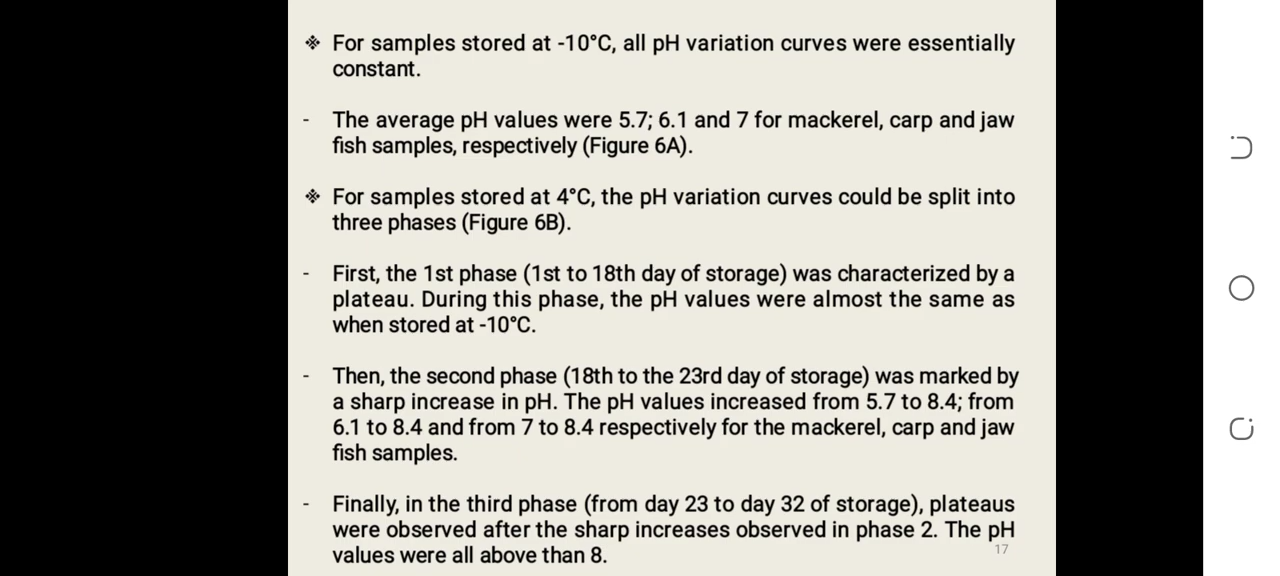 ❖ For samples stored at -10°C, all pH variation curves were essentially
constant.
- The average pH values were 5.7; 6.1 and 7 for mackerel, carp and jaw
fish samples, respectively (Figure 6A).
❖ For samples stored at 4°C, the pH variation curves could be split into
three phases (Figure 6B).
- First, the 1st phase (1st to 18th day of storage) was characterized by a
plateau. During this phase, the pH values were almost the same as
when stored at -10°C.
- Then, the second phase (18th to the 23rd day of storage) was marked by
a sharp increase in pH. The pH values increased from 5.7 to 8.4; from
6.1 to 8.4 and from 7 to 8.4 respectively for the mackerel, carp and jaw
fish samples.
- Finally, in the third phase (from day 23 to day 32 of storage), plateaus
were observed after the sharp increases observed in phase 2. The pH
values were all above than 8.
17